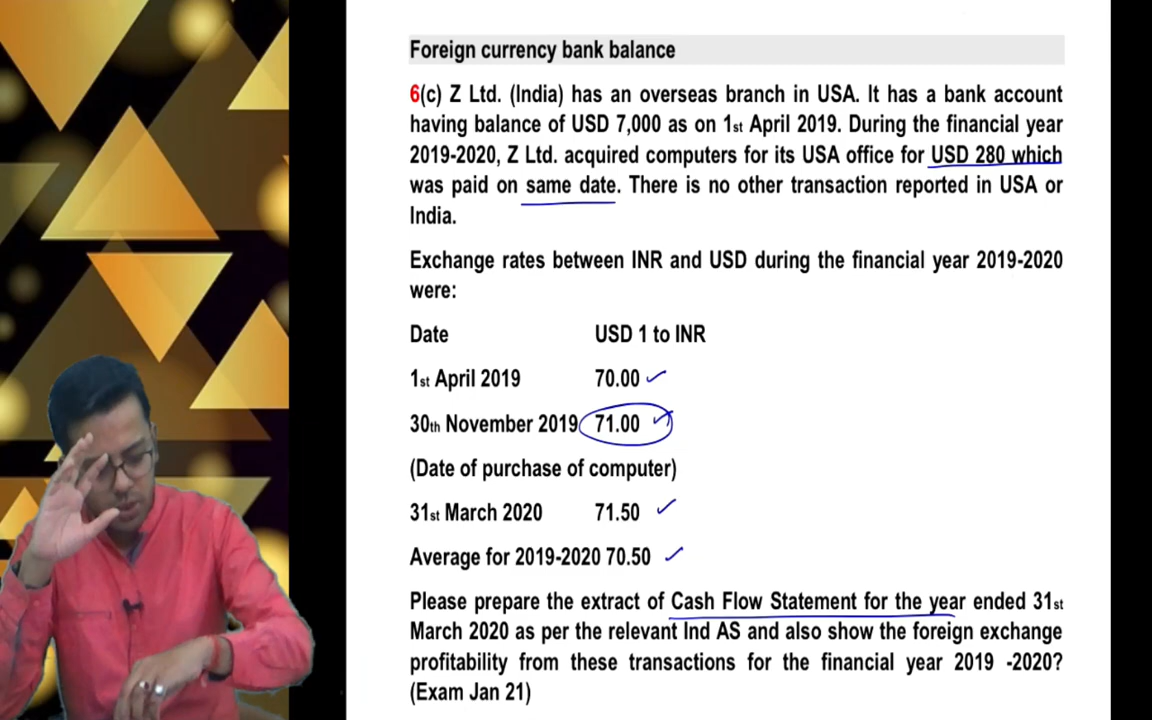 Foreign currency bank balance
6(c) Z Ltd. (India) has an overseas branch in USA. It has a bank account
having balance of USD 7,000 as on 1st April 2019. During the financial year
2019-2020, Z Ltd. acquired computers for its USA office for USD 280 which
was paid on same date. There is no other transaction reported in USA or
India.
Exchange rates between INR and USD during the financial year 2019-2020
were:
Date USD 1 to INR
1st April 2019 70.00
30th November 2019 71.00
(Date of purchase of computer)
31st March 2020 71.50
Average for 2019-2020 70.50
Please prepare the extract of Cash Flow Statement for the year ended 31st
March 2020 as per the relevant Ind AS and also show the foreign exchange
profitability from these transactions for the financial year 2019 -2020?
(Exam Jan 21)